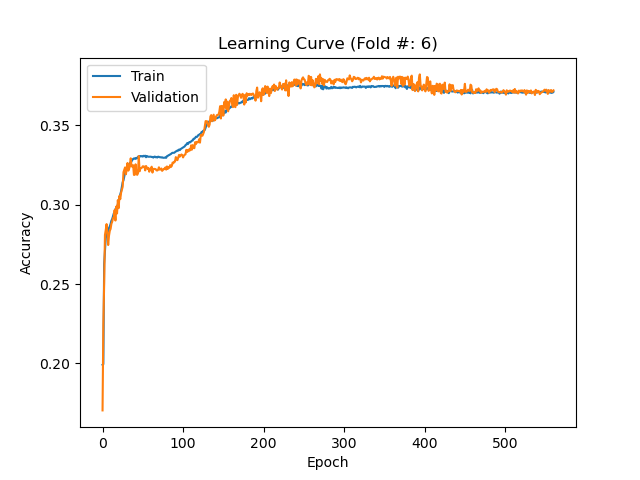 Learning Curve (Fold #: 6)
Train
Validation
0.35
0.30
0.25
0.20
Accuracy
0 100 200 300 400 500
Epoch